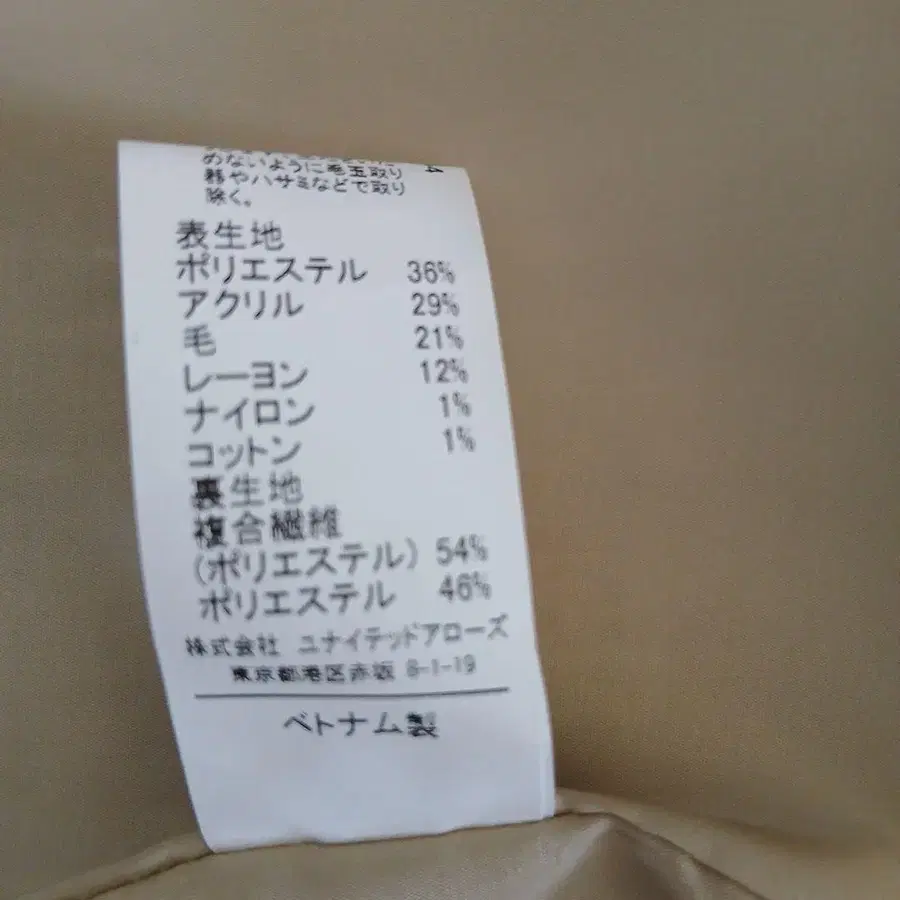 めないように毛玉取り
器やハサミなどで取り
除く。
表生地
ポリエステル 36%
アクリル 29%
毛 21%
レーヨン 12%
ナイロン 1%
コットン 1%
裏生地
複合繊維
(ポリエステル) 54%
ポリエステル 46%
株式会社 ユナイテッドアローズ
東京都港区赤坂 8-1-19
ベトナム製